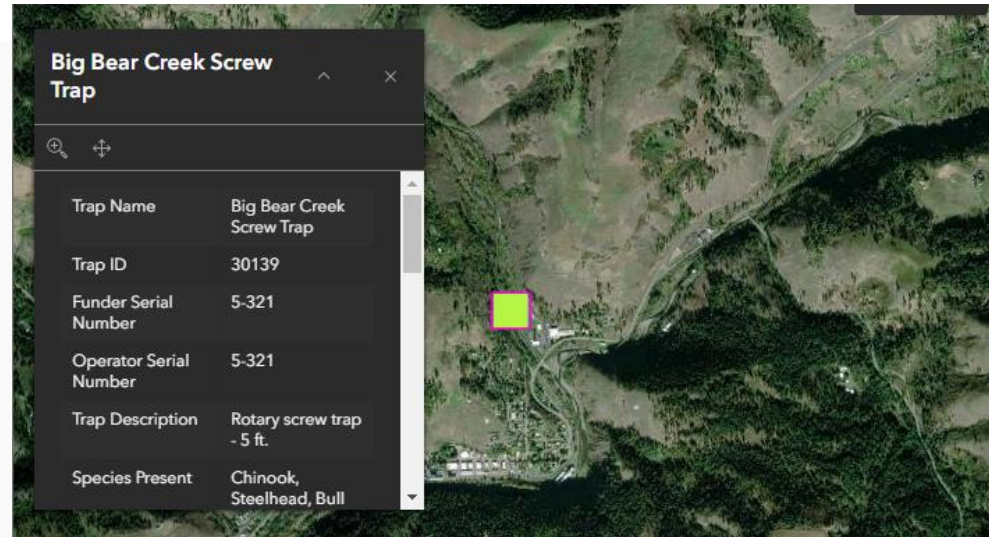 Big Bear Creek Screw
Trap
Trap Name
Big Bear Creek
Screw Trap
Trap ID
30139
Funder Serial
Number
5-321
Operator Serial
Number
5-321
Trap Description
Rotary screw trap
- 5 ft.
Species Present
Chinook,
Steelhead, Bull